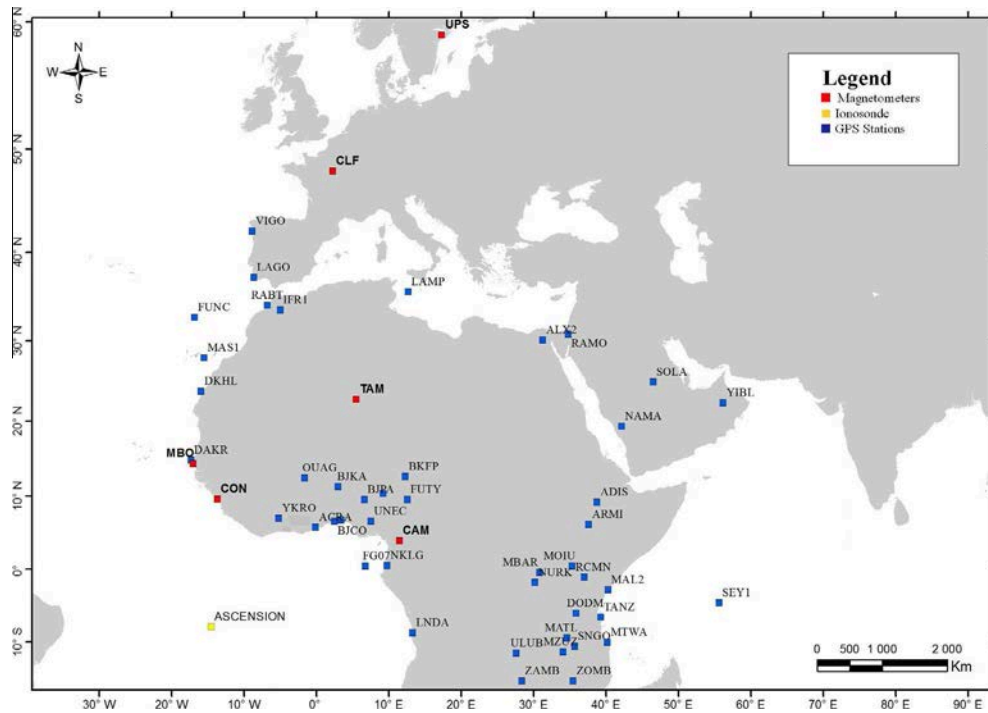 60° N
UPS
N
W E
S
Legend
Magnetometers
Ionosonde
GPS Stations
50° N
CLF
VIGO
40° N
LAGO
LAMP
RABT
IFR1
FUNC
ALX2
RAMO
30° N
MAS1
SOLA
DKHL
TAM
YIBL
20° N
NAMA
MBO
DAKR
OUAG
BJKA
BKFP
10° N
CON
BJPA
FUTY
ADIS
YKRO
ACRA
UNEC
ARMI
BJCO
CAM
0°
FG07
NKLG
MBAR
MOIU
RCMN
NURK
MAL2
SEY1
DODM
TANZ
ASCENSION
LNDA
MATL
SNGO
MTWA
10° S
ULUB
MZUZ
ZAMB
ZOMB
0 500 1 000 2 000
Km
30° W 20° W 10° W 0° 10° E 20° E 30° E 40° E 50° E 60° E 70° E 80° E 90° E